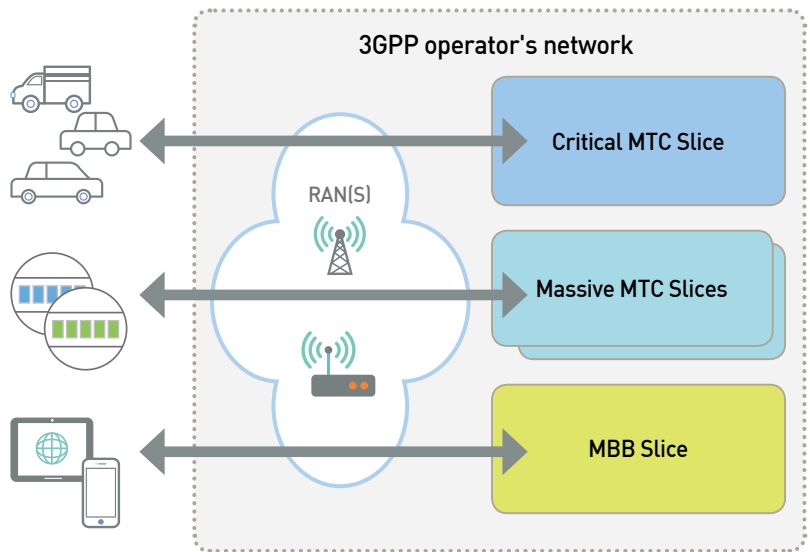 3GPP operator's network
Critical MTC Slice
RAN(S)
Massive MTC Slices
MBB Slice